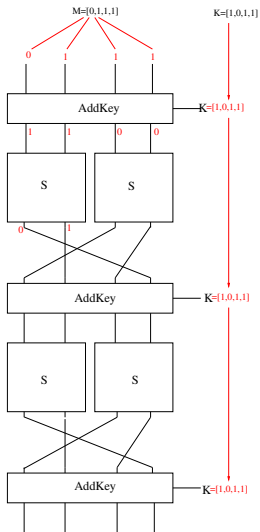 M=[0,1,1,1] K=[1,0,1,1]
0 1 1 1
AddKey K=[1,0,1,1]
1 1 0 0
S S
0 1
AddKey K=[1,0,1,1]
S S
AddKey K=[1,0,1,1]